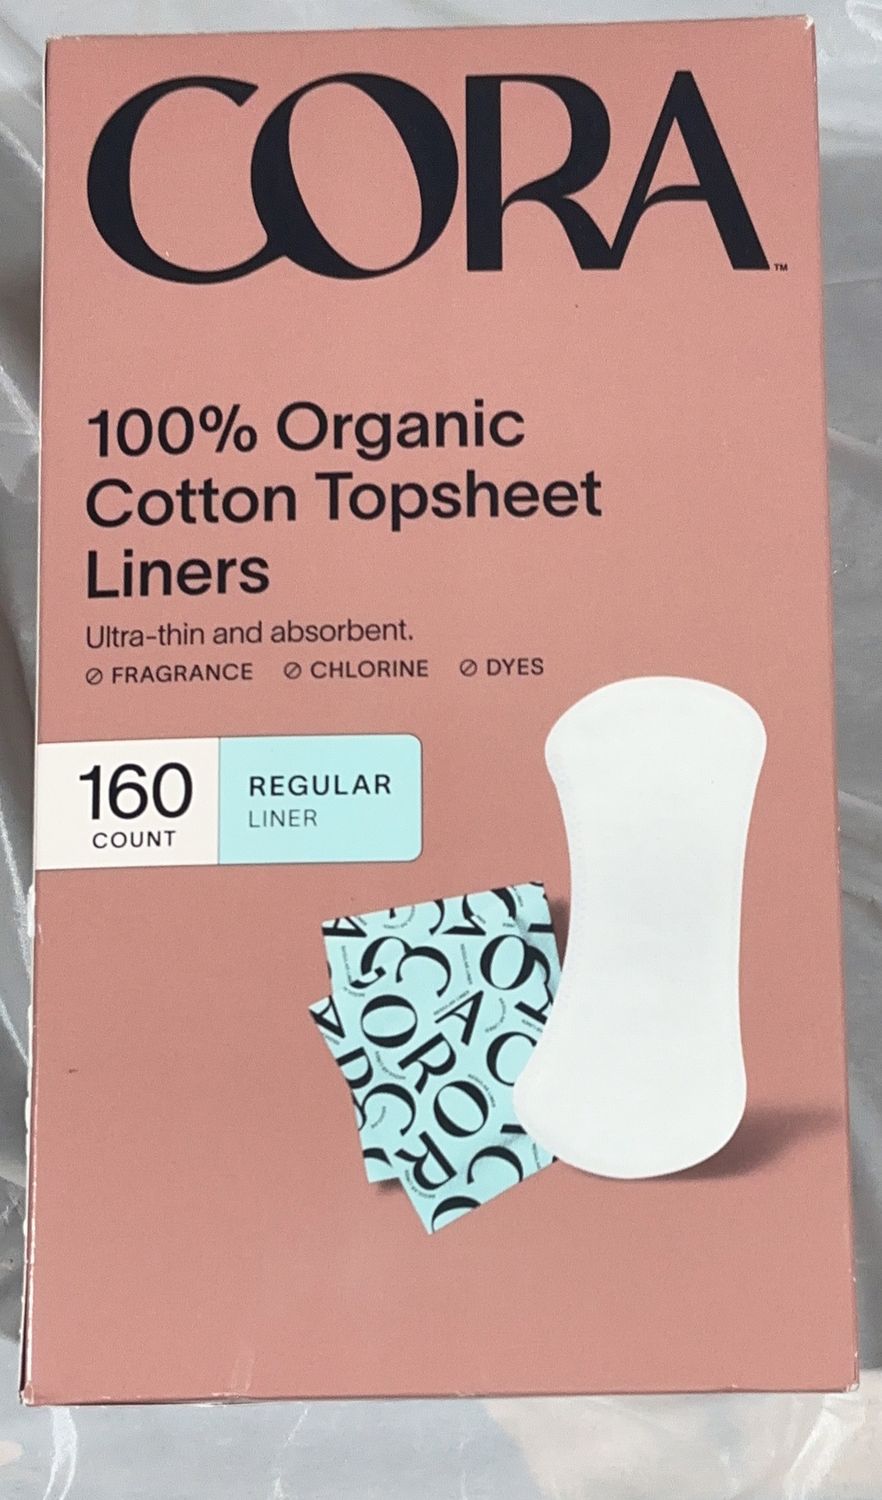 CORA™
100% Organic
Cotton Topsheet
Liners
Ultra-thin and absorbent.
⊘ FRAGRANCE ⊘ CHLORINE ⊘ DYES
160
COUNT
REGULAR
LINER